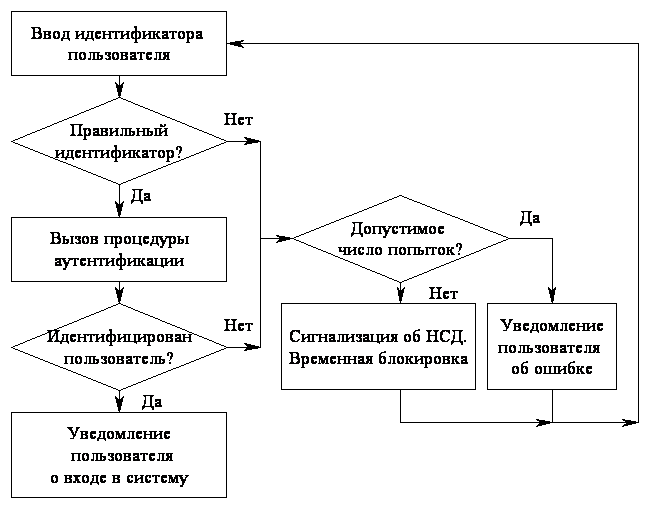 Ввод идентификатора
пользователя
Правильный
идентификатор?
Нет
Да
Вызов процедуры
аутентификации
Идентифицирован
пользователь?
Нет
Да
Уведомление
пользователя
о входе в систему
Допустимое
число попыток?
Да
Нет
Сигнализация об НСД.
Временная блокировка
Уведомление
пользователя
об ошибке